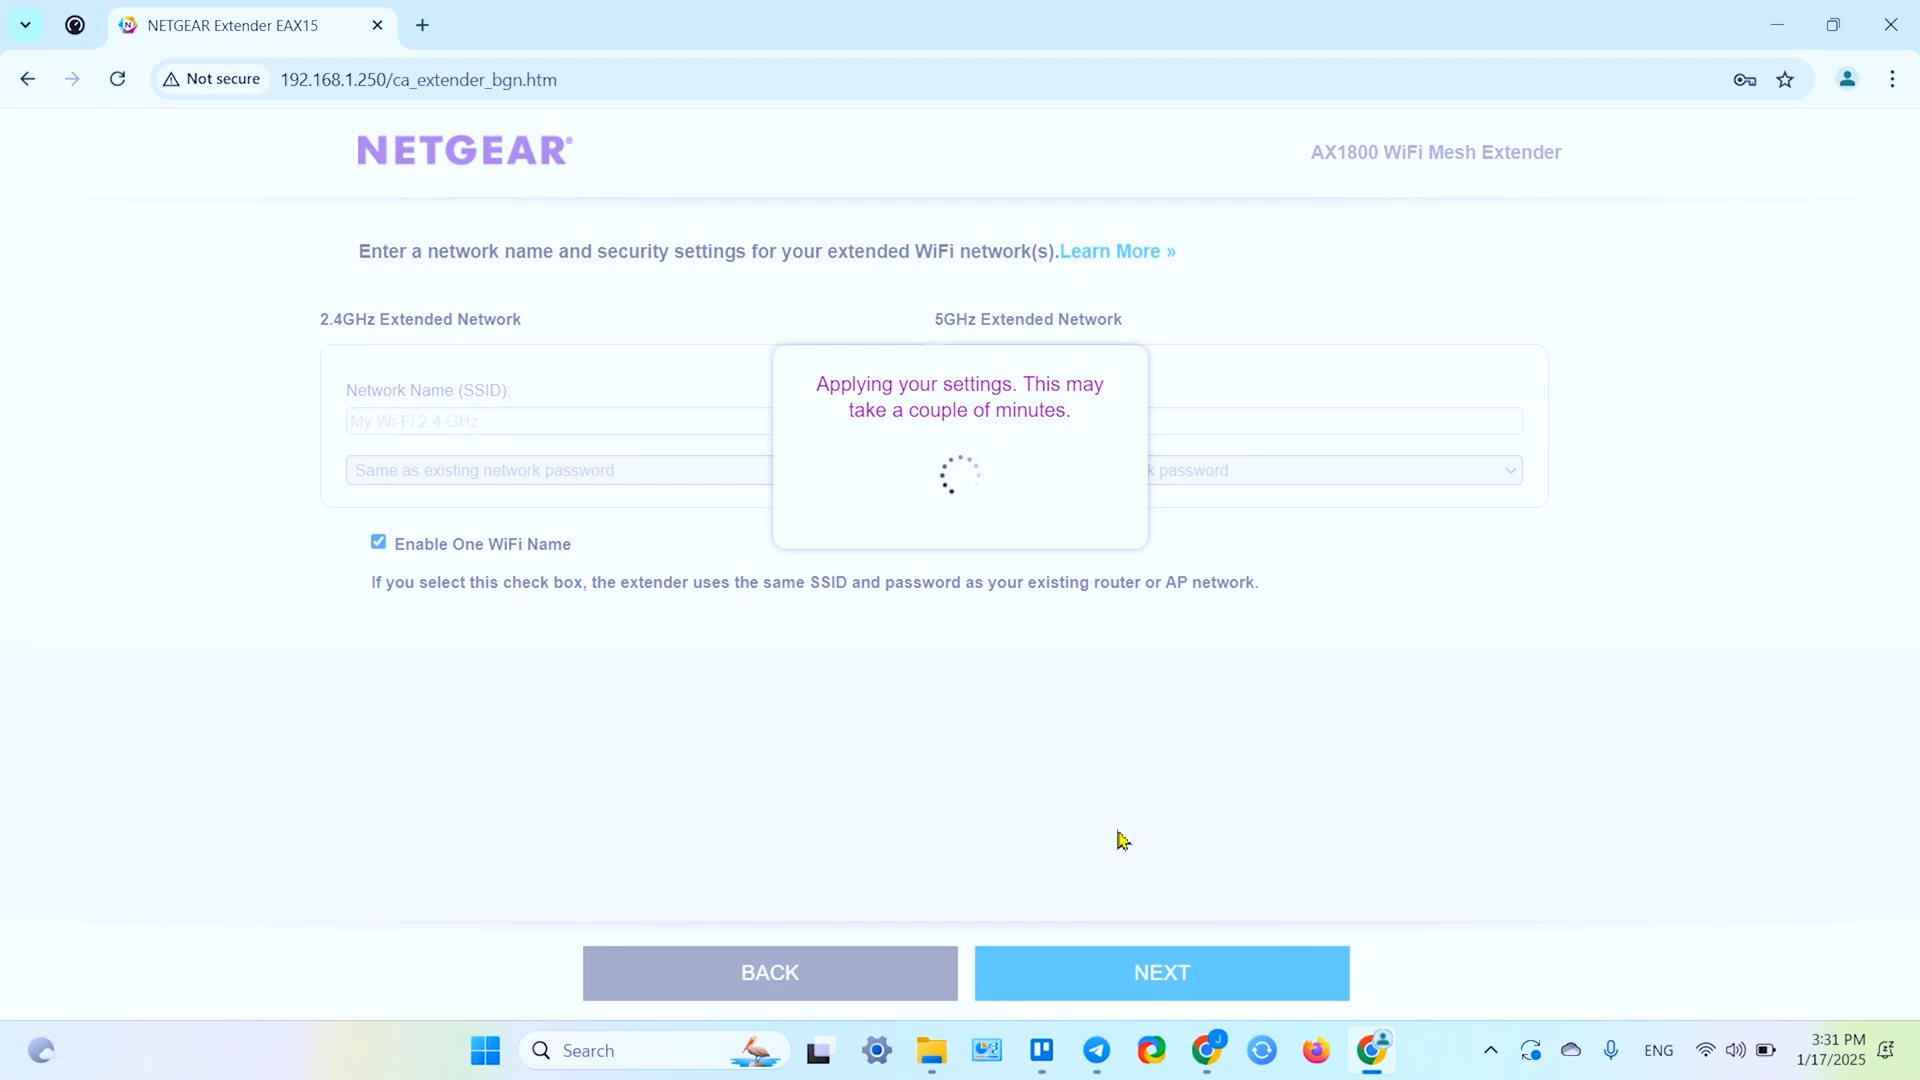 NETGEAR Extender EAX15
Not secure
192.168.1.250/ca_extender_bgn.htm
NETGEAR®
AX1800 WiFi Mesh Extender
Enter a network name and security settings for your extended WiFi network(s).Learn More »
2.4GHz Extended Network
5GHz Extended Network
Applying your settings. This may
take a couple of minutes.
Network Name (SSID):
My Wi-Fi 2.4 GHz
Same as existing network password
k password
Enable One WiFi Name
If you select this check box, the extender uses the same SSID and password as your existing router or AP network.
BACK
NEXT
Search
J
ENG
3:31 PM
1/17/2025